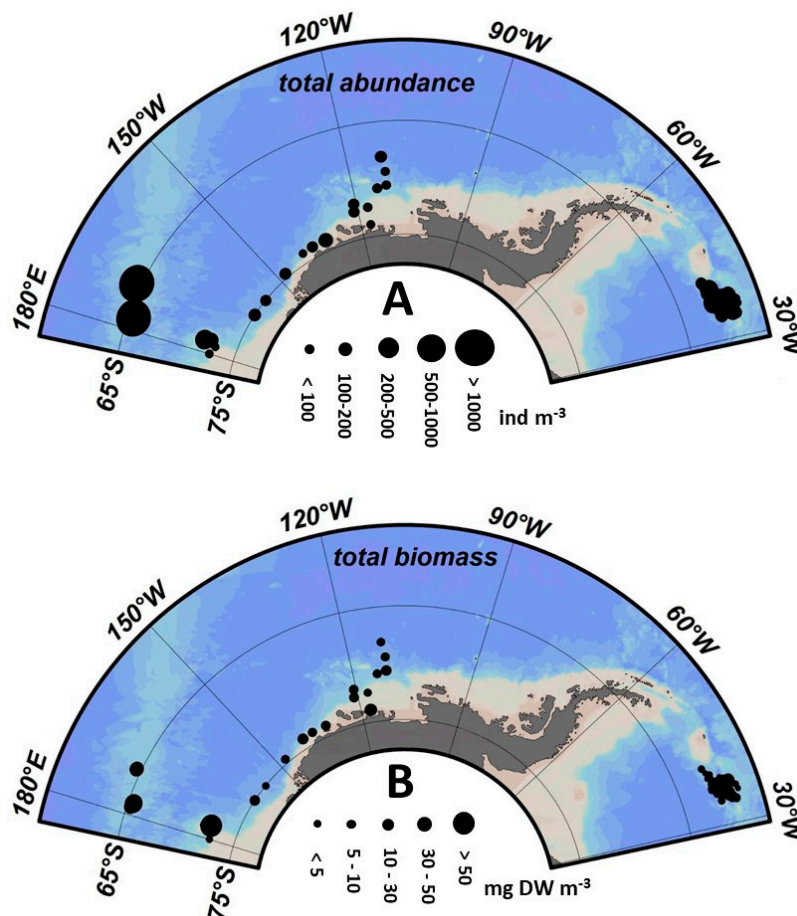 120°W
90°W
total abundance
150°W
60°W
180°E
30°W
65°S
75°S
A
< 100
100-200
200-500
500-1000
> 1000
ind m⁻³
120°W
90°W
total biomass
150°W
60°W
180°E
30°W
65°S
75°S
B
< 5
5 - 10
10 - 30
30 - 50
> 50
mg DW m⁻³